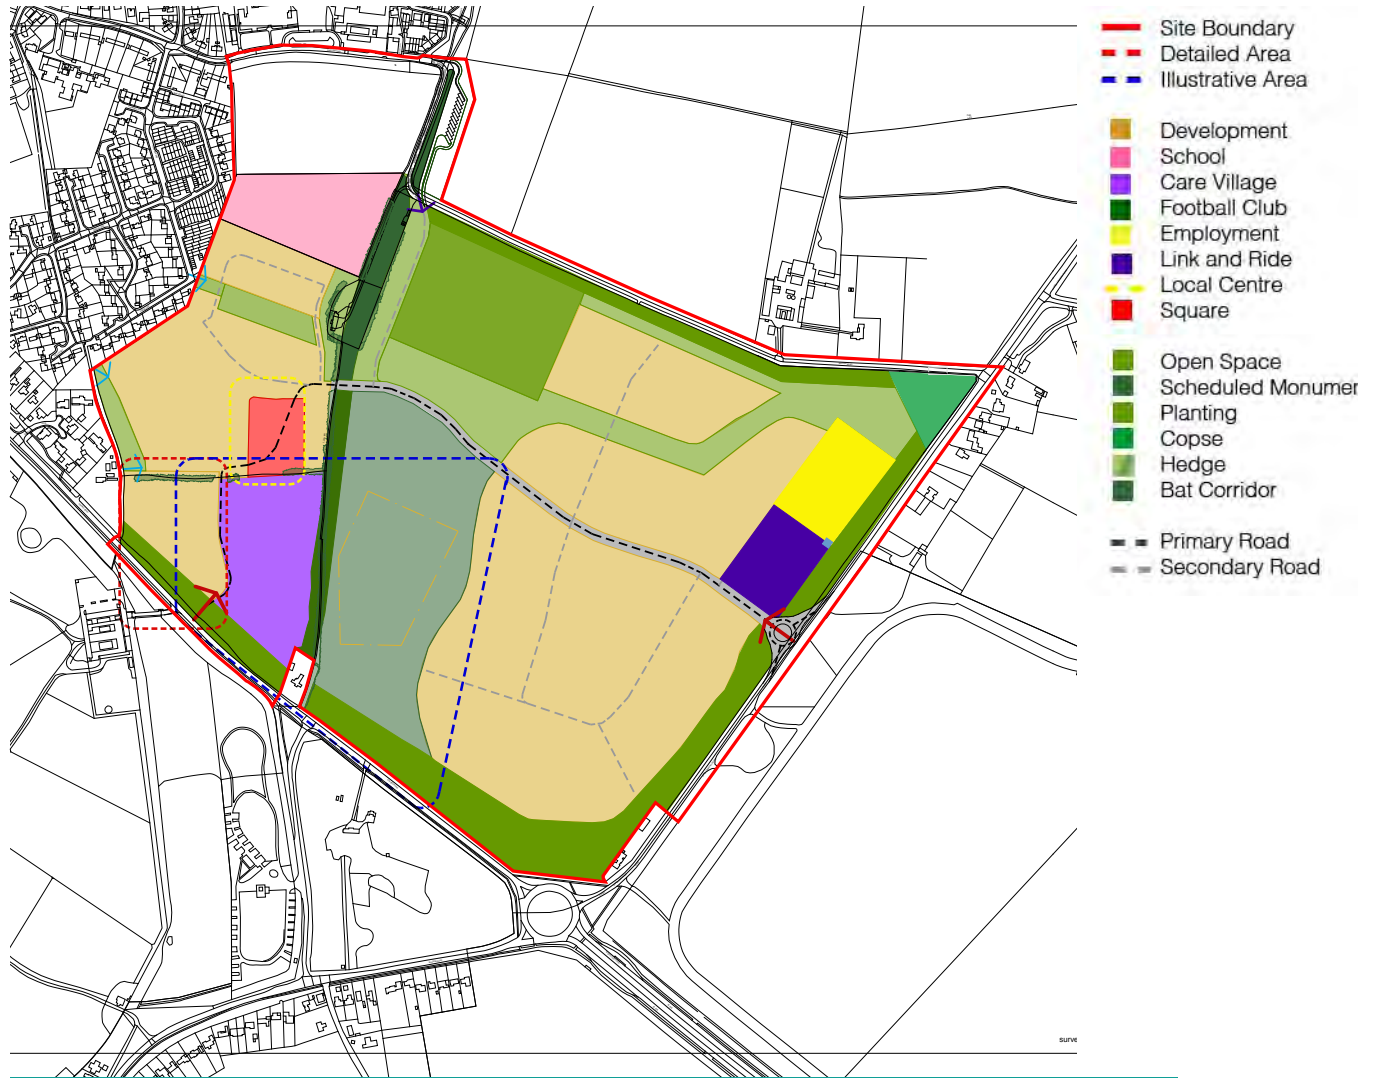 Site Boundary
Detailed Area
Illustrative Area
Development
School
Care Village
Football Club
Employment
Link and Ride
Local Centre
Square
Open Space
Scheduled Monumen
Planting
Copse
Hedge
Bat Corridor
Primary Road
Secondary Road
surve